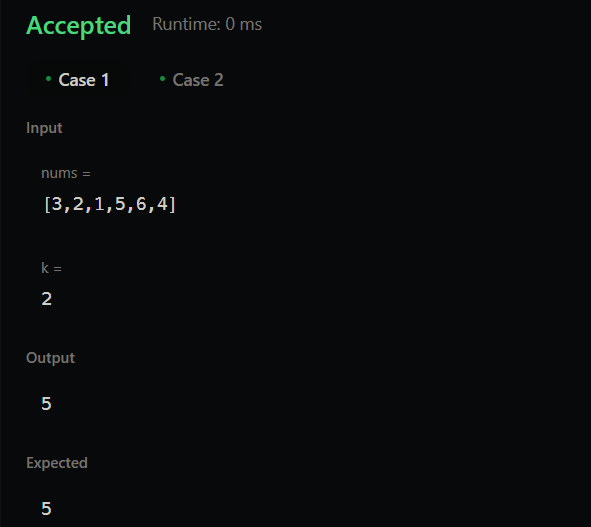 Accepted Runtime: 0 ms
• Case 1 • Case 2
Input
nums =
[3,2,1,5,6,4]
k =
2
Output
5
Expected
5